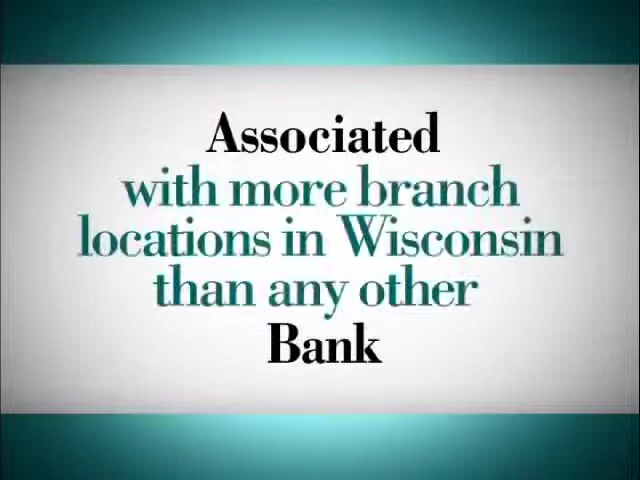 Associated
with more branch
locations in Wisconsin
than any other
Bank